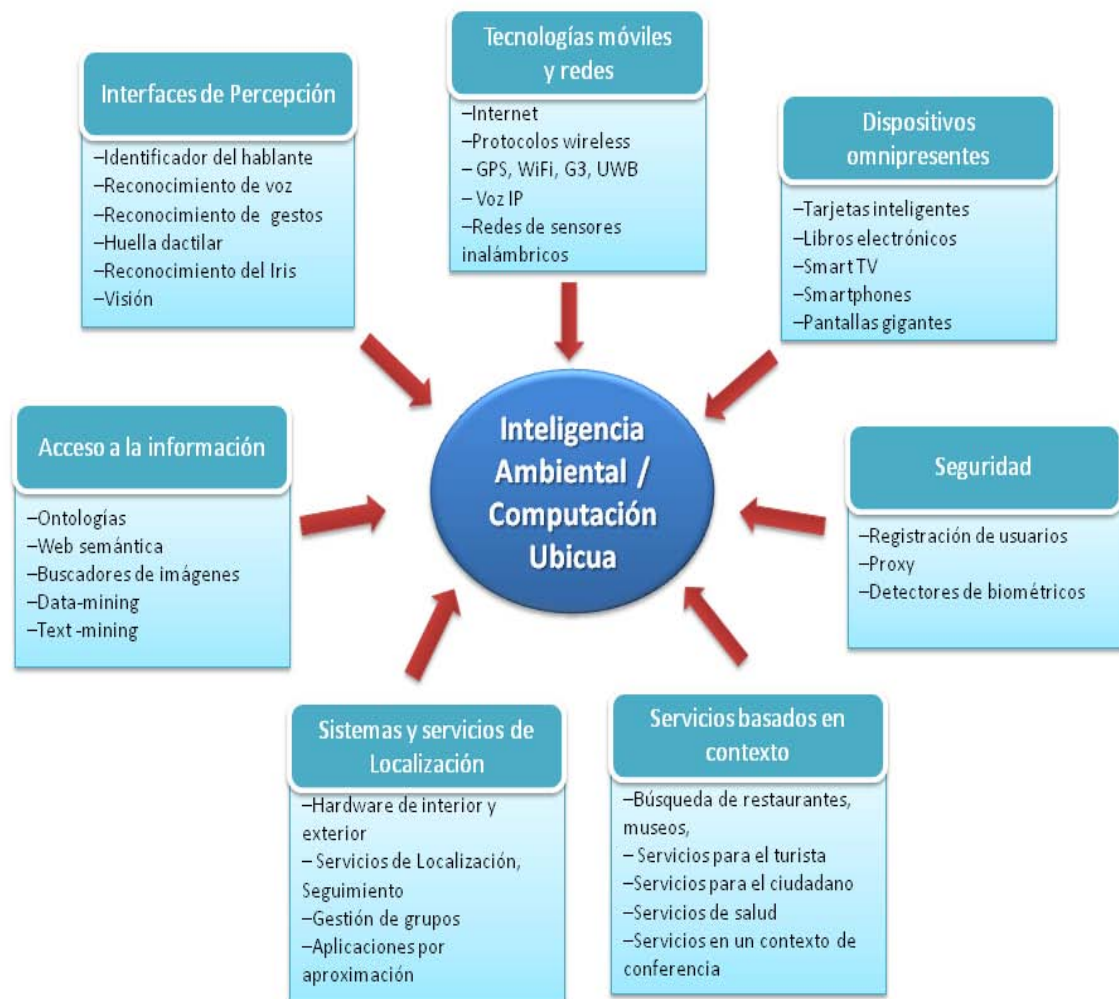 Interfaces de Percepción
–Identificador del hablante
–Reconocimiento de voz
–Reconocimiento de gestos
–Huella dactilar
–Reconocimiento del Iris
–Visión
Tecnologías móviles
y redes
–Internet
–Protocolos wireless
– GPS, WiFi, G3, UWB
– Voz IP
–Redes de sensores
inalámbricos
Dispositivos
omnipresentes
–Tarjetas inteligentes
–Libros electrónicos
–Smart TV
–Smartphones
–Pantallas gigantes
Acceso a la información
–Ontologías
–Web semántica
–Buscadores de imágenes
–Data-mining
–Text -mining
Inteligencia
Ambiental /
Computación
Ubicua
Seguridad
–Registración de usuarios
–Proxy
–Detectores de biométricos
Sistemas y servicios de
Localización
–Hardware de interior y
exterior
– Servicios de Localización,
Seguimiento
–Gestión de grupos
–Aplicaciones por
aproximación
Servicios basados en
contexto
–Búsqueda de restaurantes,
museos,
– Servicios para el turista
–Servicios para el ciudadano
–Servicios de salud
–Servicios en un contexto de
conferencia